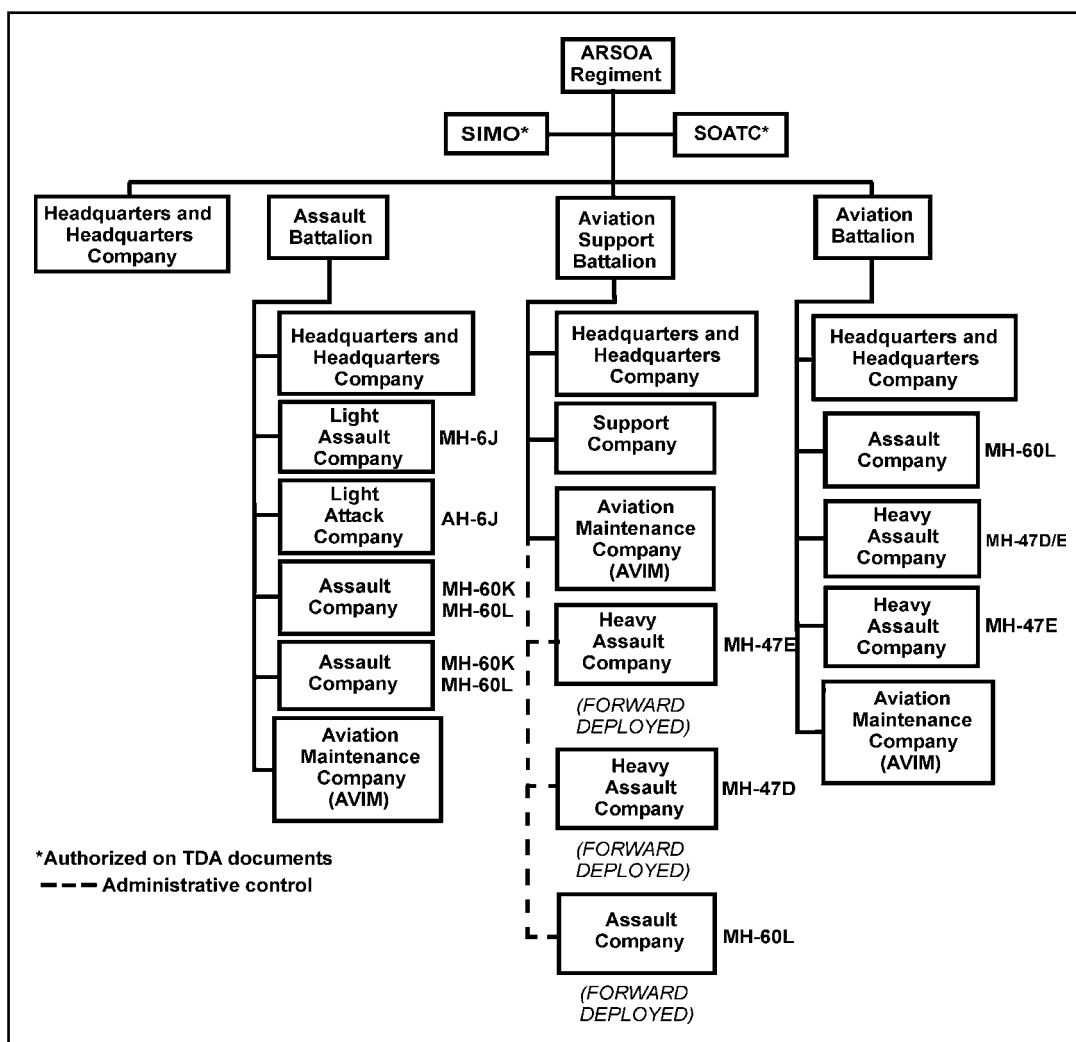 ARSOA
Regiment
SIMO*
SOATC*
Headquarters and
Headquarters
Company
Assault
Battalion
Aviation
Support
Battalion
Aviation
Battalion
Headquarters and
Headquarters
Company
Light
Assault
Company
MH-6J
Light
Attack
Company
AH-6J
Assault
Company
MH-60K
MH-60L
Assault
Company
MH-60K
MH-60L
Aviation
Maintenance
Company
(AVIM)
Headquarters and
Headquarters
Company
Support
Company
Aviation
Maintenance
Company
(AVIM)
Heavy
Assault
Company
MH-47E
(FORWARD
DEPLOYED)
Heavy
Assault
Company
MH-47D
(FORWARD
DEPLOYED)
Assault
Company
MH-60L
(FORWARD
DEPLOYED)
Headquarters and
Headquarters
Company
Assault
Company
MH-60L
Heavy
Assault
Company
MH-47D/E
Heavy
Assault
Company
MH-47E
Aviation
Maintenance
Company
(AVIM)
*Authorized on TDA documents
Administrative control